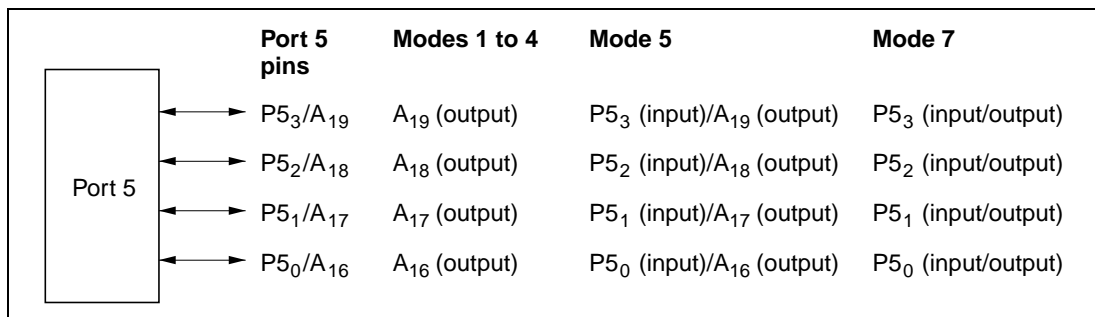 Port 5 pins Modes 1 to 4 Mode 5 Mode 7
P5₃/A₁₉ A₁₉ (output) P5₃ (input)/A₁₉ (output) P5₃ (input/output)
P5₂/A₁₈ A₁₈ (output) P5₂ (input)/A₁₈ (output) P5₂ (input/output)
Port 5
P5₁/A₁₇ A₁₇ (output) P5₁ (input)/A₁₇ (output) P5₁ (input/output)
P5₀/A₁₆ A₁₆ (output) P5₀ (input)/A₁₆ (output) P5₀ (input/output)